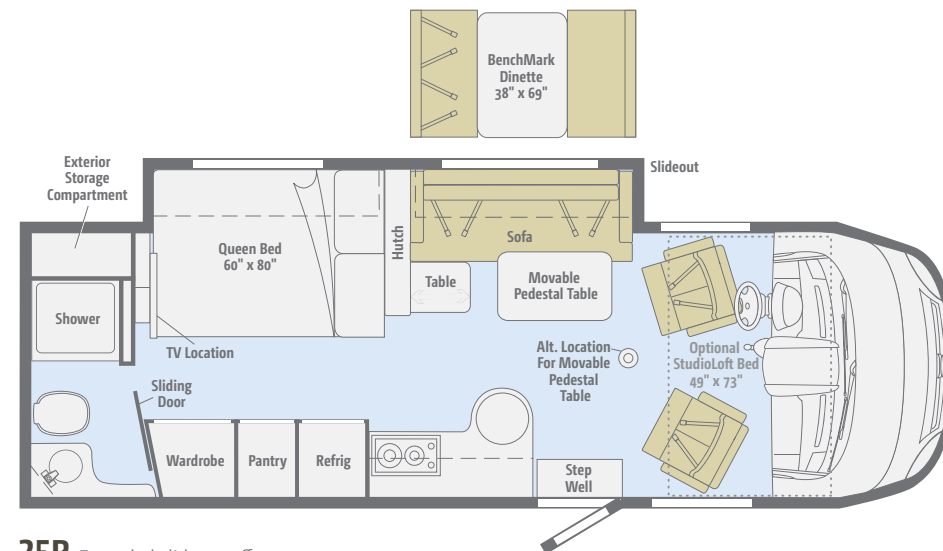 BenchMark
Dinette
38" x 69"
Exterior
Storage
Compartment
Slideout
Queen Bed
60" x 80"
Hutch
Sofa
Table
Movable
Pedestal Table
Shower
TV Location
Alt. Location
For Movable
Pedestal
Table
Optional
StudioLoft Bed
49" x 73"
Sliding
Door
Wardrobe
Pantry
Refrig
Step
Well